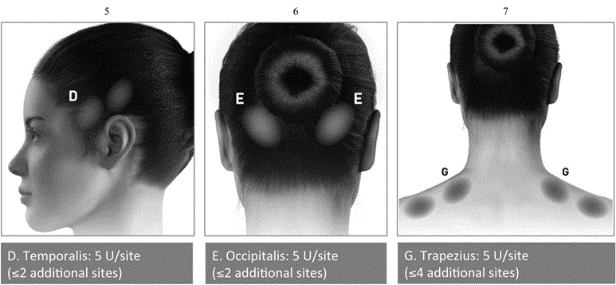 5
6
7
D
E
E
G
G
D. Temporalis: 5 U/site
(≤2 additional sites)
E. Occipitalis: 5 U/site
(≤2 additional sites)
G. Trapezius: 5 U/site
(≤4 additional sites)